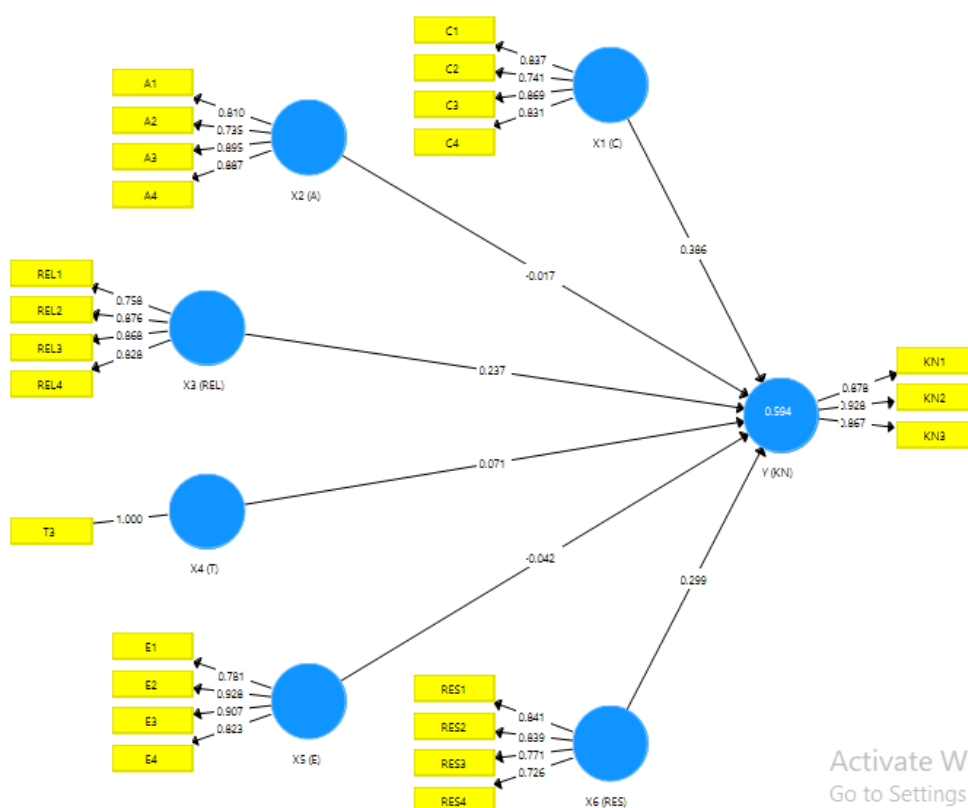 C1
C2
C3
C4
0.837
0.741
0.869
0.831
X1 (C)
A1
A2
A3
A4
0.810
0.735
0.895
0.887
X2 (A)
0.386
-0.017
REL1
REL2
REL3
REL4
0.758
0.876
0.868
0.828
X3 (REL)
0.237
KN1
KN2
KN3
0.878
0.928
0.867
0.594
Y (KN)
0.071
T3
1.000
X4 (T)
-0.042
0.299
E1
E2
E3
E4
0.781
0.928
0.907
0.823
X5 (E)
RES1
RES2
RES3
RES4
0.841
0.839
0.771
0.726
X6 (RES)
Activate W
Go to Settings